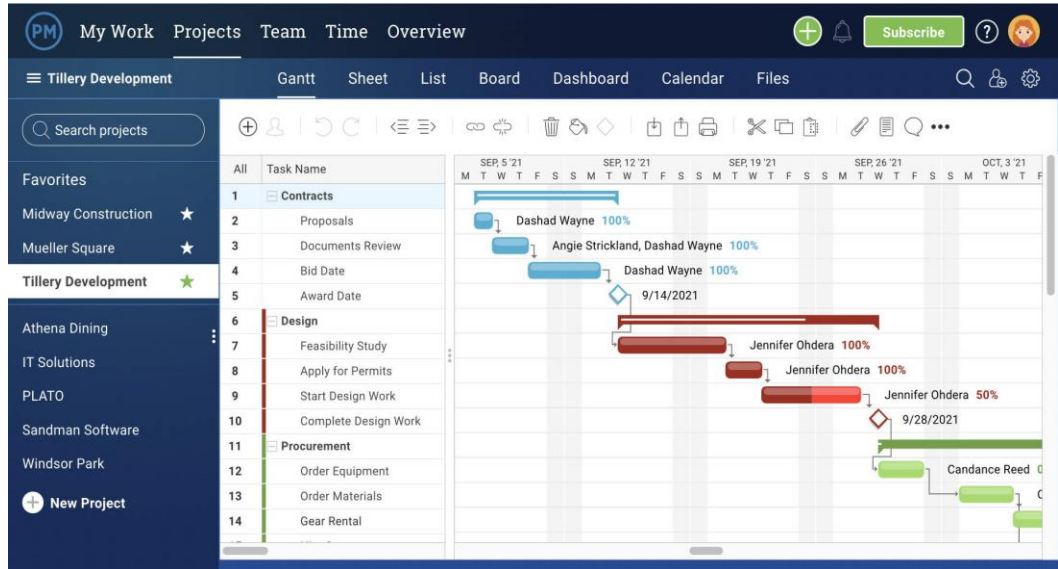 PM My Work Projects Team Time Overview Subscribe ?
Tillery Development Gantt Sheet List Board Dashboard Calendar Files
Search projects
Favorites
Midway Construction
Mueller Square
Tillery Development
Athena Dining
IT Solutions
PLATO
Sandman Software
Windsor Park
New Project
All Task Name SEP, 5 '21 SEP, 12 '21 SEP, 19 '21 SEP, 26 '21 OCT, 3 '21
M T W T F S S M T W T F S S M T W T F S S M T W T F S S M T W T F
1 Contracts
2 Proposals Dashad Wayne 100%
3 Documents Review Angie Strickland, Dashad Wayne 100%
4 Bid Date Dashad Wayne 100%
5 Award Date 9/14/2021
6 Design
7 Feasibility Study Jennifer Ohdera 100%
8 Apply for Permits Jennifer Ohdera 100%
9 Start Design Work Jennifer Ohdera 50%
10 Complete Design Work 9/28/2021
11 Procurement
12 Order Equipment Candance Reed
13 Order Materials
14 Gear Rental